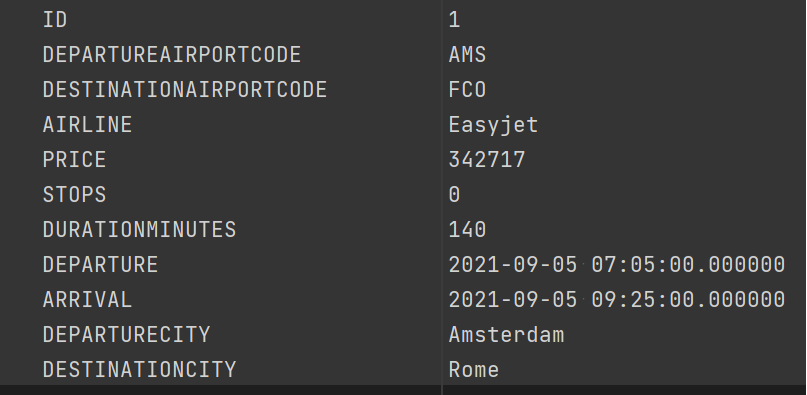 ID 1
DEPARTUREAIRPORTCODE AMS
DESTINATIONAIRPORTCODE FCO
AIRLINE Easyjet
PRICE 342717
STOPS 0
DURATIONMINUTES 140
DEPARTURE 2021-09-05 07:05:00.000000
ARRIVAL 2021-09-05 09:25:00.000000
DEPARTURECITY Amsterdam
DESTINATIONCITY Rome